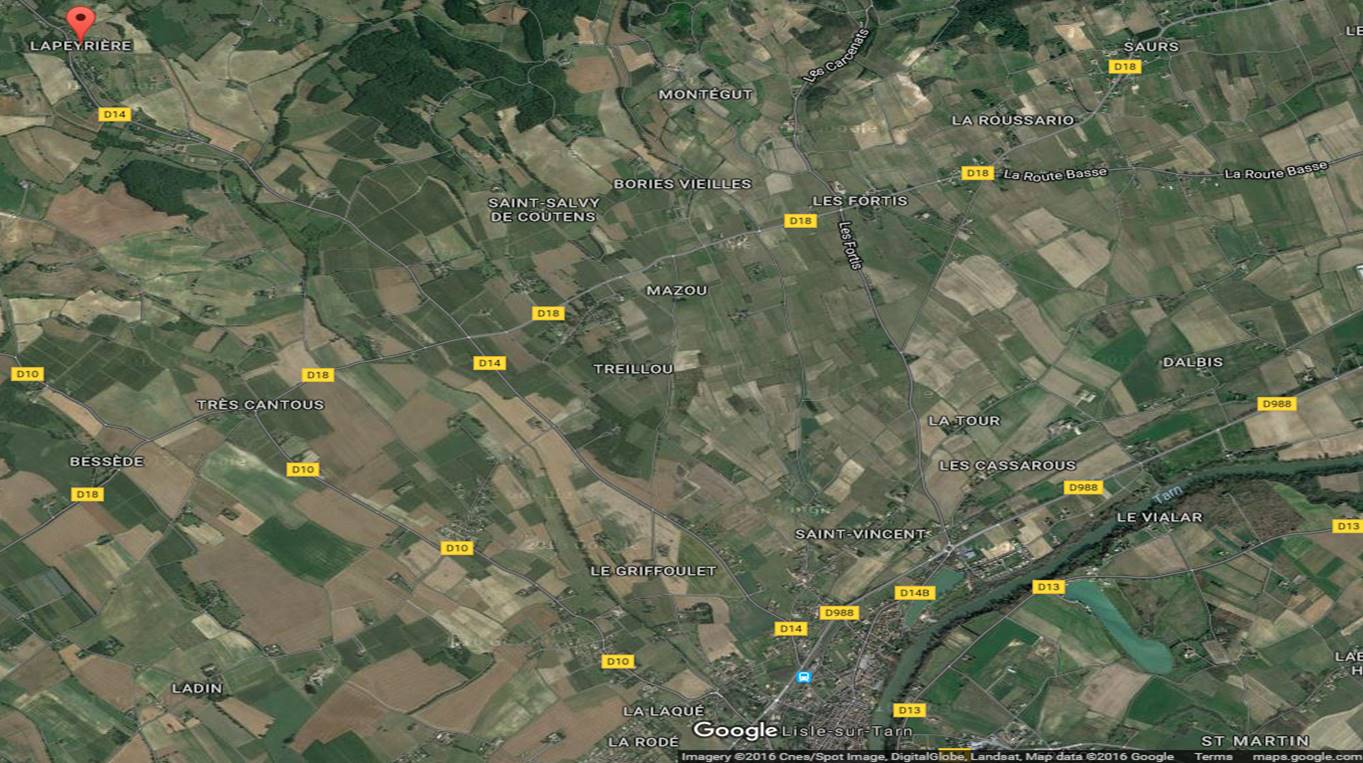 LAPEYRIÈRE
SAURS
D18
Les Carcenats
MONTÉGUT
D14
LA ROUSSARIO
D18
La Route Basse
La Route Basse
BORIES VIEILLES
SAINT-SALVY
DE COUTENS
LES FORTIS
D18
Les Fortis
MAZOU
D18
D14
TREILLOU
DALBIS
D10
D18
TRÈS CANTOUS
D988
LA TOUR
BESSÈDE
D10
LES CASSAROUS
D18
D988
Tarn
LE VIALAR
D13
SAINT-VINCENT
D10
LE GRIFFOULET
D14B
D13
D988
D14
D10
LADIN
LA LAQUÉ
D13
LA RODÉ
Google
Lisle-sur-Tarn
ST MARTIN
Imagery ©2016 Cnes/Spot Image, DigitalGlobe, Landsat, Map data ©2016 Google Terms maps.google.com